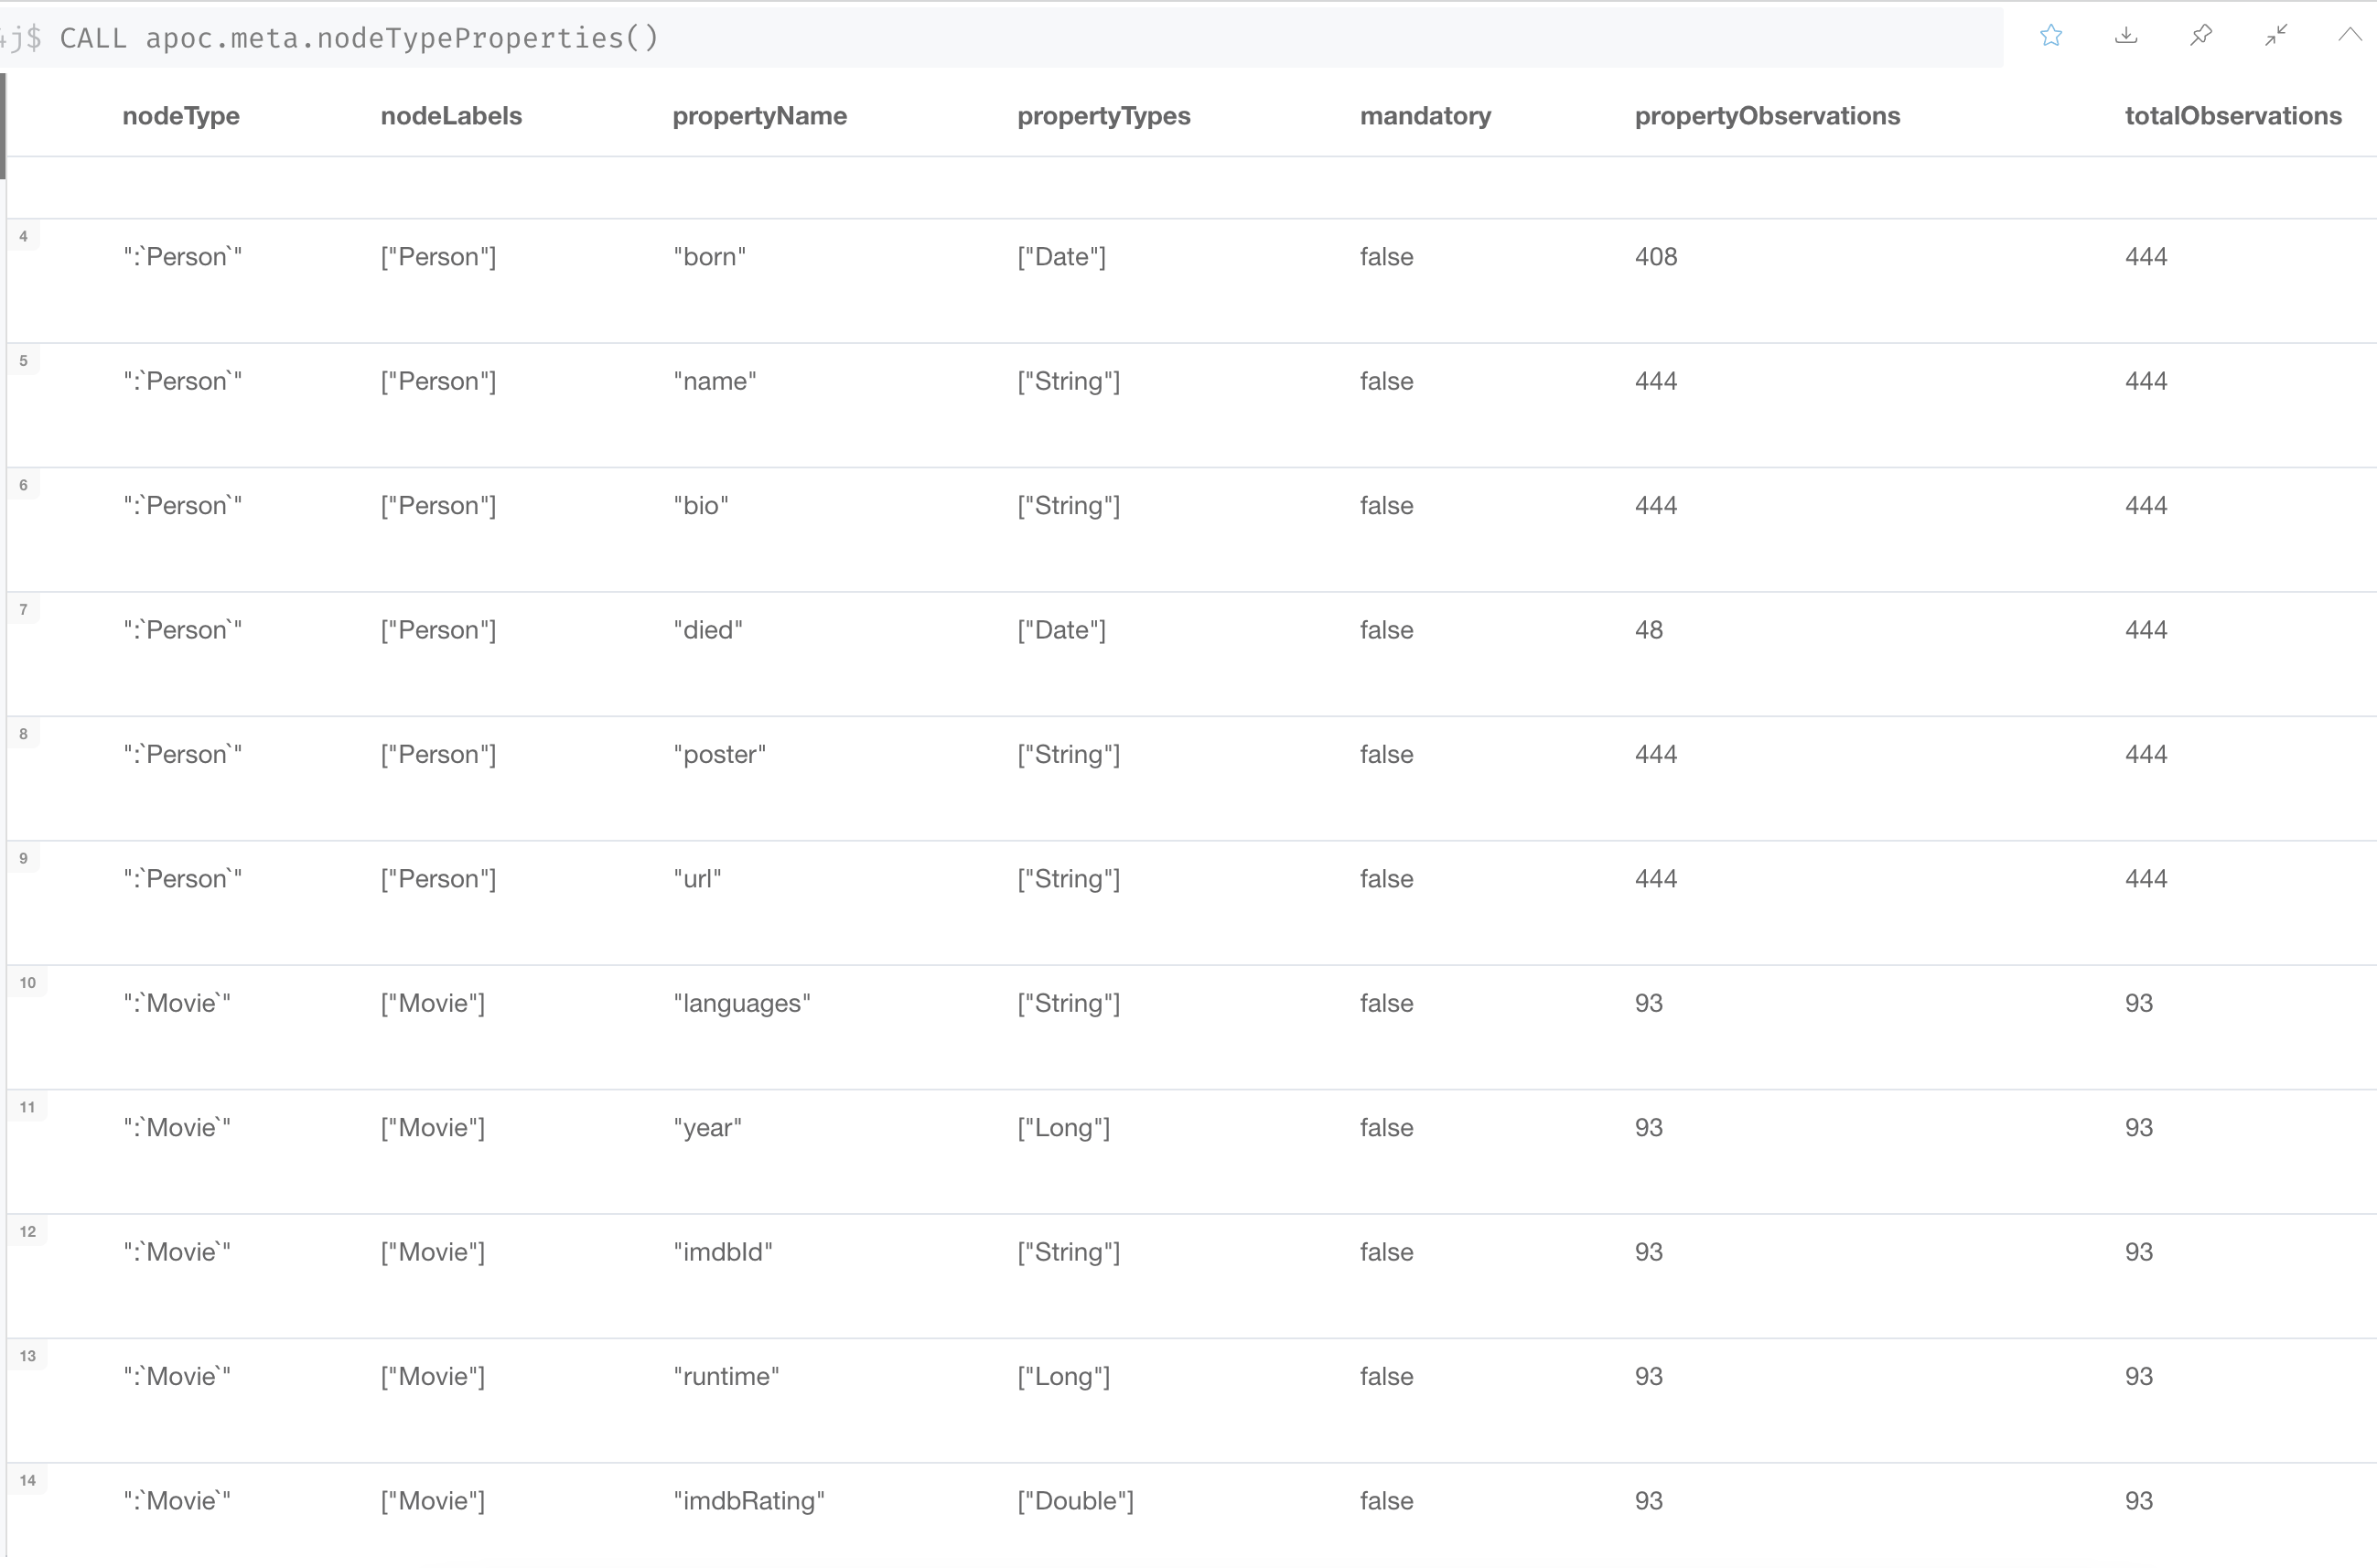 j$ CALL apoc.meta.nodeTypeProperties()
nodeType nodeLabels propertyName propertyTypes mandatory propertyObservations totalObservations
4 ":`Person`" ["Person"] "born" ["Date"] false 408 444
5 ":`Person`" ["Person"] "name" ["String"] false 444 444
6 ":`Person`" ["Person"] "bio" ["String"] false 444 444
7 ":`Person`" ["Person"] "died" ["Date"] false 48 444
8 ":`Person`" ["Person"] "poster" ["String"] false 444 444
9 ":`Person`" ["Person"] "url" ["String"] false 444 444
10 ":`Movie`" ["Movie"] "languages" ["String"] false 93 93
11 ":`Movie`" ["Movie"] "year" ["Long"] false 93 93
12 ":`Movie`" ["Movie"] "imdbId" ["String"] false 93 93
13 ":`Movie`" ["Movie"] "runtime" ["Long"] false 93 93
14 ":`Movie`" ["Movie"] "imdbRating" ["Double"] false 93 93